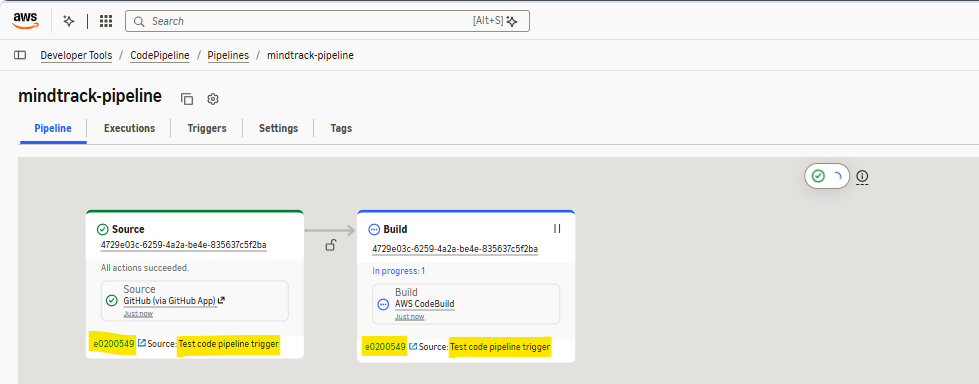 aws
Search [Alt+S]
Developer Tools / CodePipeline / Pipelines / mindtrack-pipeline
mindtrack-pipeline
Pipeline Executions Triggers Settings Tags
Source
4729e03c-6259-4a2a-be4e-835637c5f2ba
All actions succeeded.
Source
GitHub (via GitHub App)
Just now
e0200549 Source: Test code pipeline trigger
Build
4729e03c-6259-4a2a-be4e-835637c5f2ba
In progress: 1
Build
AWS CodeBuild
Just now
e0200549 Source: Test code pipeline trigger